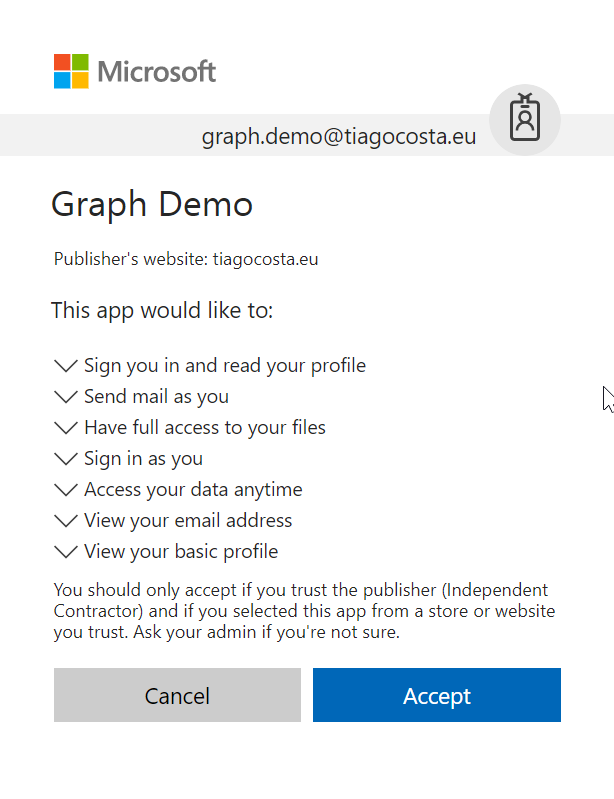 Microsoft
graph.demo@tiagocosta.eu
Graph Demo
Publisher's website: tiagocosta.eu
This app would like to:
Sign you in and read your profile
Send mail as you
Have full access to your files
Sign in as you
Access your data anytime
View your email address
View your basic profile
You should only accept if you trust the publisher (Independent
Contractor) and if you selected this app from a store or website
you trust. Ask your admin if you're not sure.
Cancel
Accept